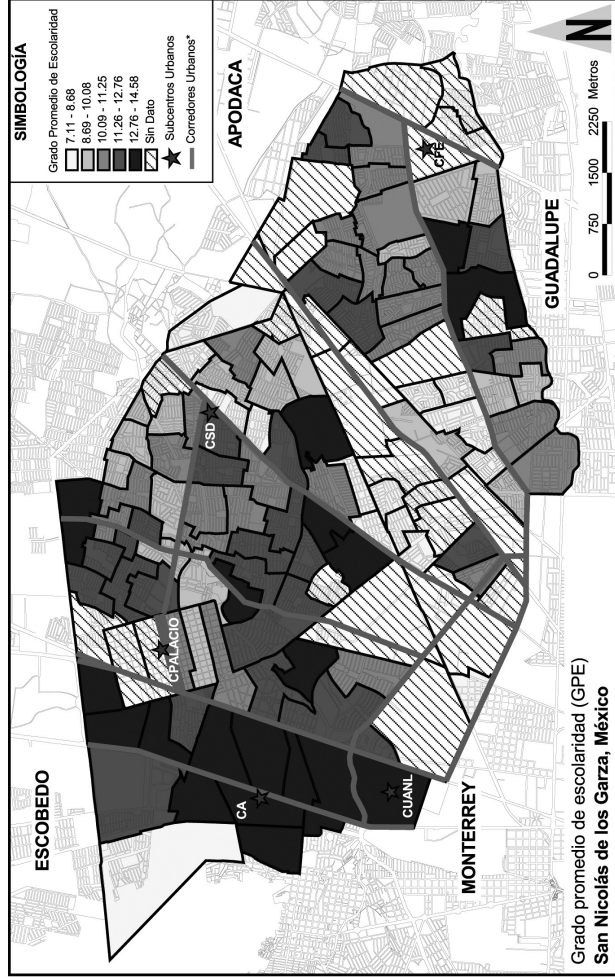 SIMBOLOGÍA
Grado Promedio de Escolaridad
7.11 - 8.68
8.69 - 10.08
10.09 - 11.25
11.26 - 12.76
12.76 - 14.58
Sin Dato
Subcentros Urbanos
Corredores Urbanos*
APODACA
ESCOBEDO
CSD
CPALACIO
CFE
CA
CUANL
GUADALUPE
MONTERREY
N
0 750 1500 2250 Metros
Grado promedio de escolaridad (GPE)
San Nicolás de los Garza, México